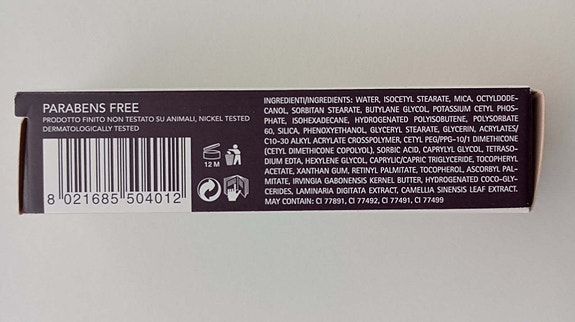 PARABENS FREE
PRODOTTO FINITO NON TESTATO SU ANIMALI, NICKEL TESTED
DERMATOLOGICALLY TESTED
8 021685 504012
12 M
INGREDIENTI/INGREDIENTS: WATER, ISOCETYL STEARATE, MICA, OCTYLDODE-
CANOL, SORBITAN STEARATE, BUTYLANE GLYCOL, POTASSIUM CETYL PHOS-
PHATE, ISOHEXADECANE, HYDROGENATED POLYISOBUTENE, POLYSORBATE
60, SILICA, PHENOXYETHANOL, GLYCERYL STEARATE, GLYCERIN, ACRYLATES/
C10-30 ALKYL ACRYLATE CROSSPOLYMER, CETYL PEG/PPG-10/1 DIMETHICONE
(CETYL DIMETHICONE COPOLYOL), SORBIC ACID, CAPRYLYL GLYCOL, TETRASO-
DIUM EDTA, HEXYLENE GLYCOL, CAPRYLIC/CAPRIC TRIGLYCERIDE, TOCOPHERYL
ACETATE, XANTHAN GUM, RETINYL PALMITATE, TOCOPHEROL, ASCORBYL PAL-
MITATE, IRVINGIA GABONENSIS KERNEL BUTTER, HYDROGENATED COCO-GLY-
CERIDES, LAMINARIA DIGITATA EXTRACT, CAMELLIA SINENSIS LEAF EXTRACT.
MAY CONTAIN: CI 77891, CI 77492, CI 77491, CI 77499